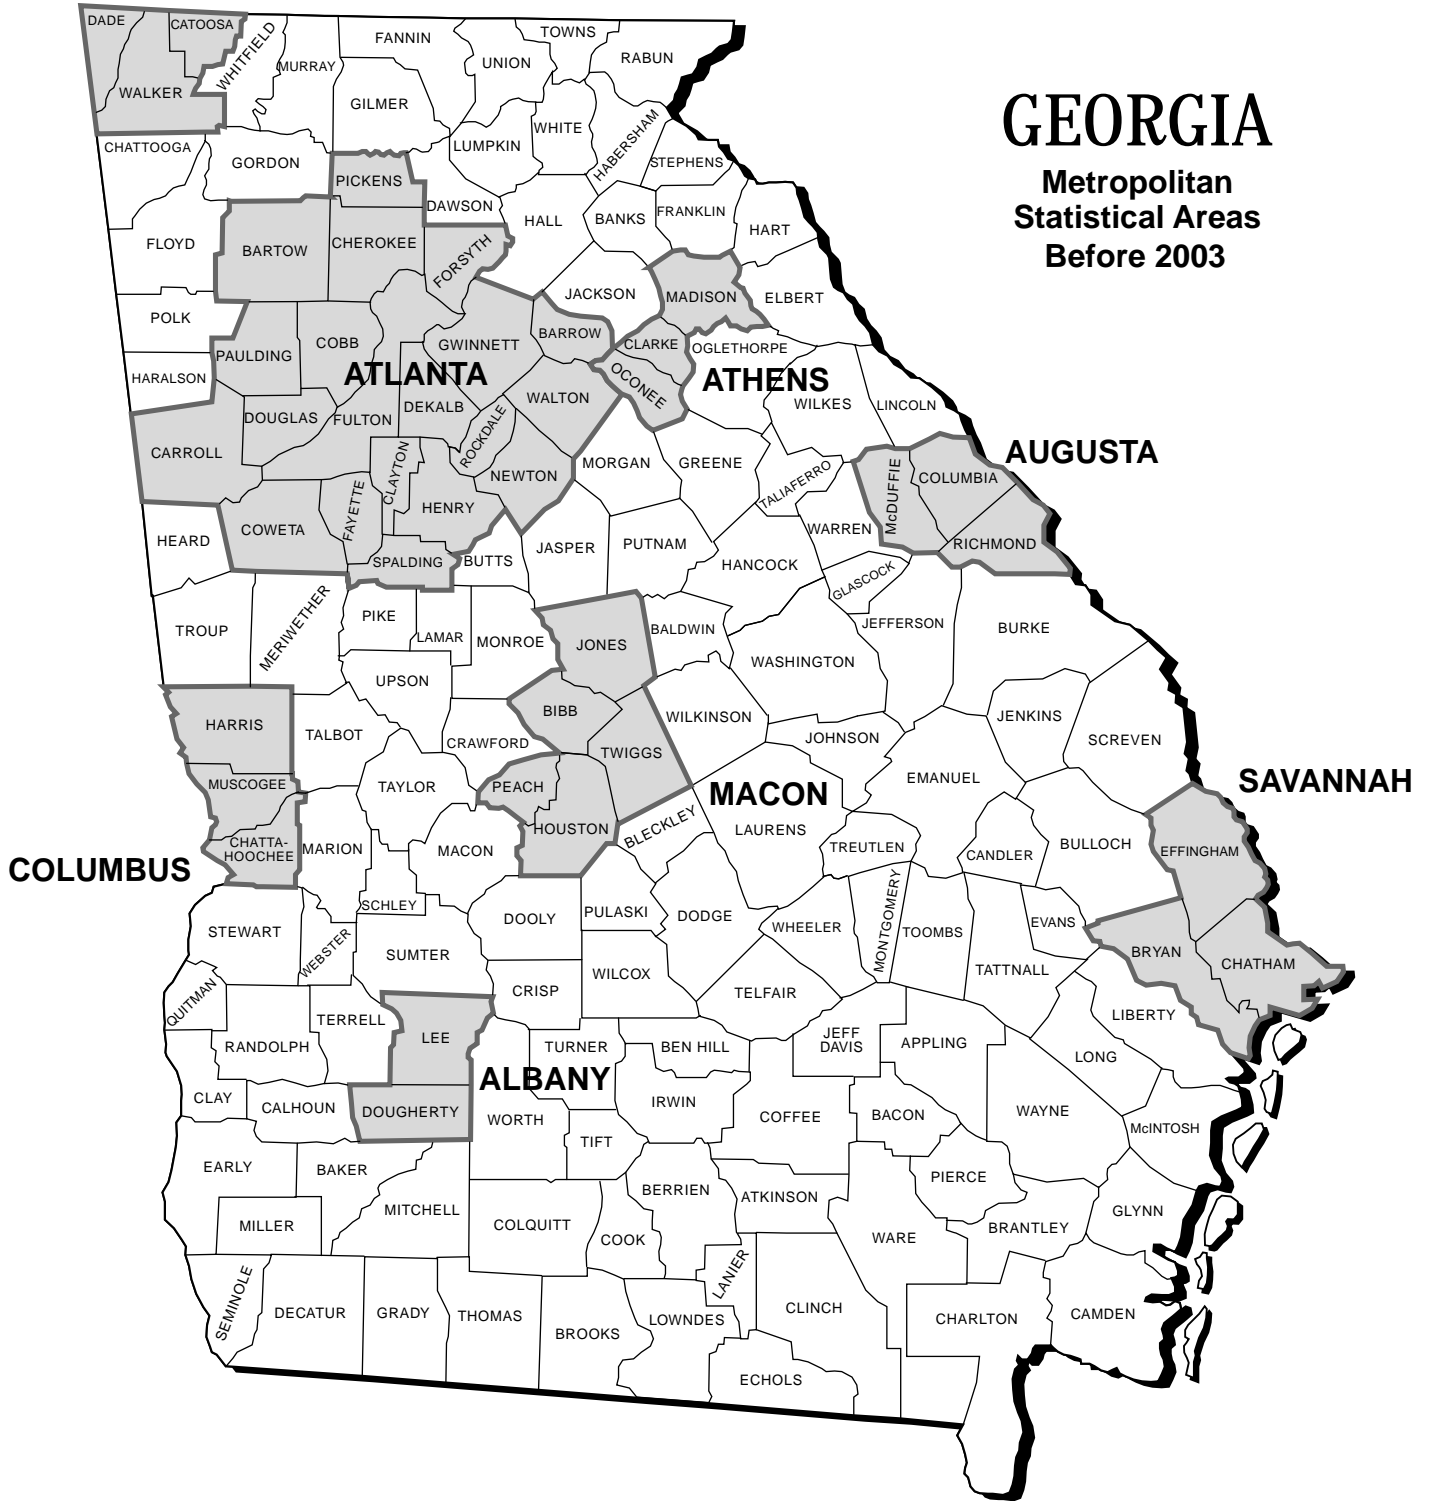 GEORGIA
Metropolitan
Statistical Areas
Before 2003
DADE
CATOOSA
WHITFIELD
MURRAY
FANNIN
UNION
TOWNS
RABUN
WALKER
GILMER
WHITE
HABERSHAM
LUMPKIN
STEPHENS
CHATTOOGA
GORDON
PICKENS
DAWSON
HALL
BANKS
FRANKLIN
HART
FLOYD
BARTOW
CHEROKEE
FORSYTH
JACKSON
MADISON
ELBERT
POLK
PAULDING
COBB
GWINNETT
BARROW
CLARKE
OGLETHORPE
HARALSON
ATLANTA
OCONEE
ATHENS
DOUGLAS
FULTON
DEKALB
ROCKDALE
WALTON
WILKES
LINCOLN
CARROLL
CLAYTON
NEWTON
MORGAN
GREENE
TALIAFERRO
McDUFFIE
COLUMBIA
AUGUSTA
COWETA
FAYETTE
HENRY
HEARD
SPALDING
BUTTS
JASPER
PUTNAM
HANCOCK
WARREN
RICHMOND
GLASCOCK
TROUP
MERIWETHER
PIKE
LAMAR
MONROE
JONES
BALDWIN
WASHINGTON
JEFFERSON
BURKE
UPSON
HARRIS
TALBOT
CRAWFORD
BIBB
TWIGGS
WILKINSON
JOHNSON
JENKINS
SCREVEN
MUSCOGEE
TAYLOR
PEACH
HOUSTON
MACON
EMANUEL
SAVANNAH
CHATTA-
HOOCHEE
COLUMBUS
MARION
MACON
BLECKLEY
LAURENS
TREUTLEN
CANDLER
BULLOCH
EFFINGHAM
SCHLEY
STEWART
WEBSTER
SUMTER
DOOLY
PULASKI
DODGE
WHEELER
MONTGOMERY
TOOMBS
EVANS
TATTNALL
BRYAN
CHATHAM
QUITMAN
CRISP
WILCOX
TELFAIR
LIBERTY
TERRELL
LEE
RANDOLPH
TURNER
BEN HILL
JEFF
DAVIS
APPLING
LONG
ALBANY
CLAY
CALHOUN
DOUGHERTY
WORTH
IRWIN
COFFEE
BACON
WAYNE
McINTOSH
TIFT
EARLY
BAKER
MITCHELL
BERRIEN
ATKINSON
PIERCE
GLYNN
MILLER
COLQUITT
COOK
WARE
BRANTLEY
SEMINOLE
DECATUR
GRADY
THOMAS
BROOKS
LOWNDES
LANIER
CLINCH
CHARLTON
CAMDEN
ECHOLS